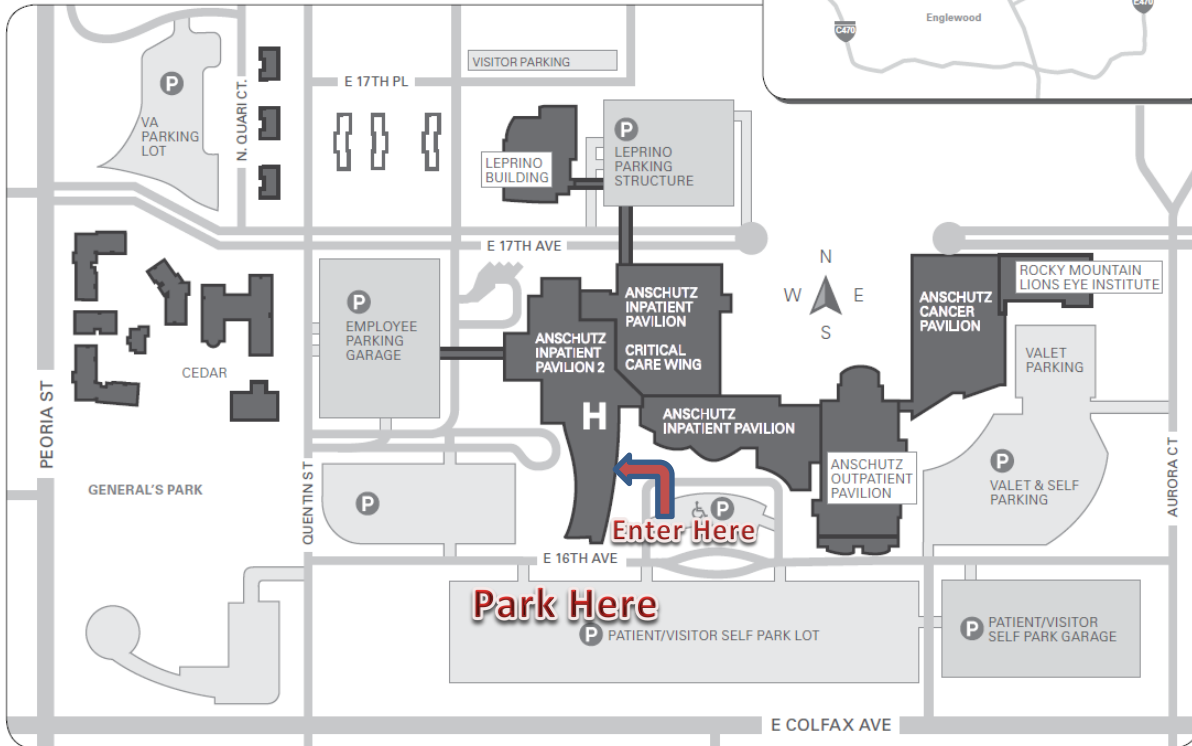 Englewood
C470
E470
VISITOR PARKING
E 17TH PL
P
VA
PARKING
LOT
N. QUARI CT.
P
LEPRINO
PARKING
STRUCTURE
LEPRINO
BUILDING
E 17TH AVE
N
W E
S
ROCKY MOUNTAIN
LIONS EYE INSTITUTE
ANSCHUTZ
CANCER
PAVILION
P
EMPLOYEE
PARKING
GARAGE
ANSCHUTZ
INPATIENT
PAVILION
CRITICAL
CARE WING
ANSCHUTZ
INPATIENT
PAVILION 2
VALET
PARKING
CEDAR
H
ANSCHUTZ
INPATIENT PAVILION
PEORIA ST
ANSCHUTZ
OUTPATIENT
PAVILION
P
VALET & SELF
PARKING
AURORA CT
GENERAL'S PARK
QUENTIN ST
P
P
Enter Here
E 16TH AVE
Park Here
P PATIENT/VISITOR SELF PARK LOT
P PATIENT/VISITOR
SELF PARK GARAGE
E COLFAX AVE